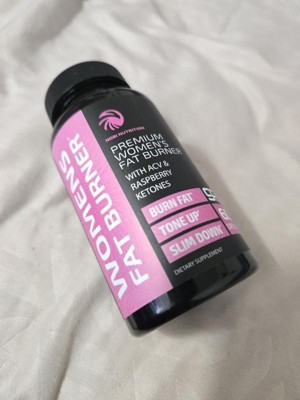 NOBI NUTRITION
PREMIUM
WOMEN'S
FAT BURNER
WITH ACV &
RASPBERRY
KETONES
WOMEN'S
FAT BURNER
BURN FAT
TONE UP
SLIM DOWN
DIETARY SUPPLEMENT